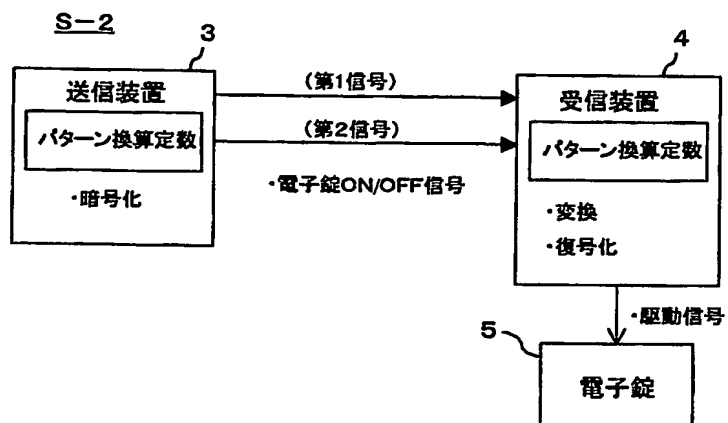 S-2
3
送信装置
パターン換算定数
・暗号化
(第1信号)
(第2信号)
・電子錠ON/OFF信号
4
受信装置
パターン換算定数
・変換
・復号化
・駆動信号
5
電子錠